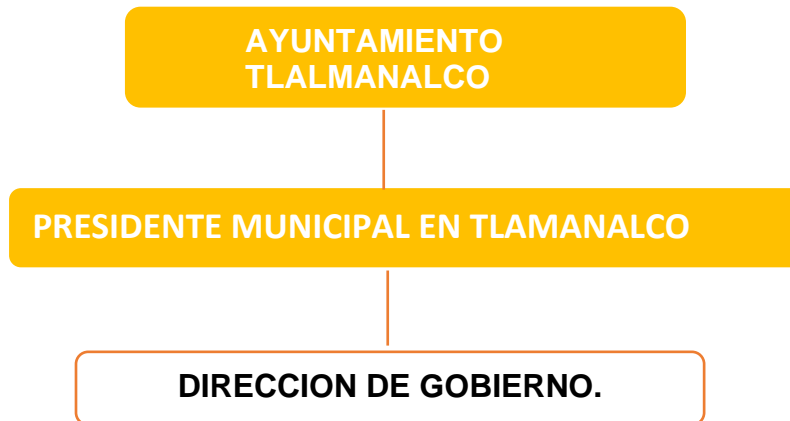 AYUNTAMIENTO
TLALMANALCO
PRESIDENTE MUNICIPAL EN TLAMANALCO
DIRECCION DE GOBIERNO.